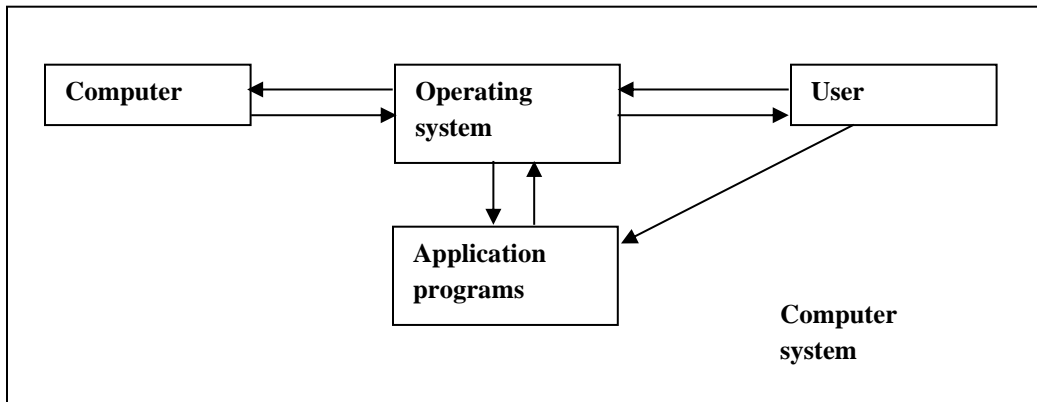 Computer
Operating
system
User
Application
programs
Computer
system